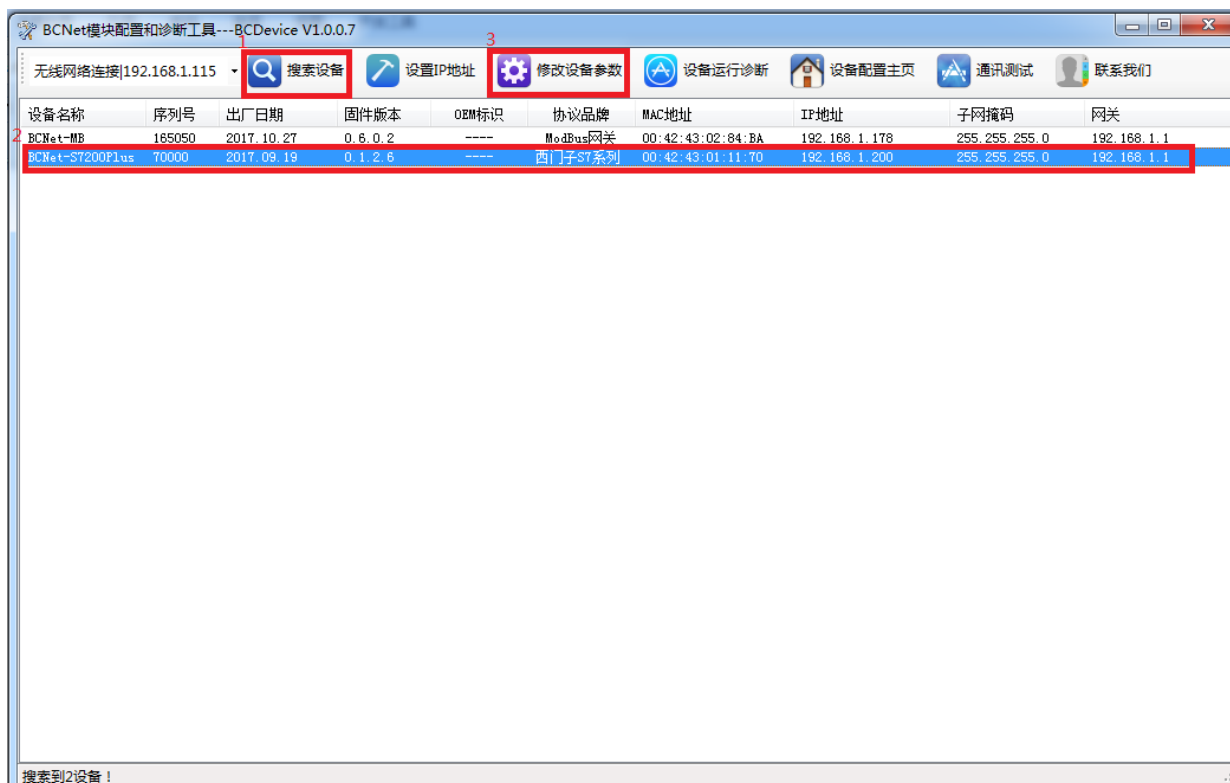 BCNet模块配置和诊断工具---BCDevice V1.0.0.7
1 3
无线网络连接|192.168.1.115 搜索设备 设置IP地址 修改设备参数 设备运行诊断 设备配置主页 通讯测试 联系我们
设备名称 序列号 出厂日期 固件版本 OEM标识 协议品牌 MAC地址 IP地址 子网掩码 网关
2 BCNet-MB 165050 2017.10.27 0.6.0.2 ---- ModBus网关 00:42:43:02:84:BA 192.168.1.178 255.255.255.0 192.168.1.1
BCNet-S7200Plus 70000 2017.09.19 0.1.2.6 ---- 西门子S7系列 00:42:43:01:11:70 192.168.1.200 255.255.255.0 192.168.1.1
搜索到2设备！